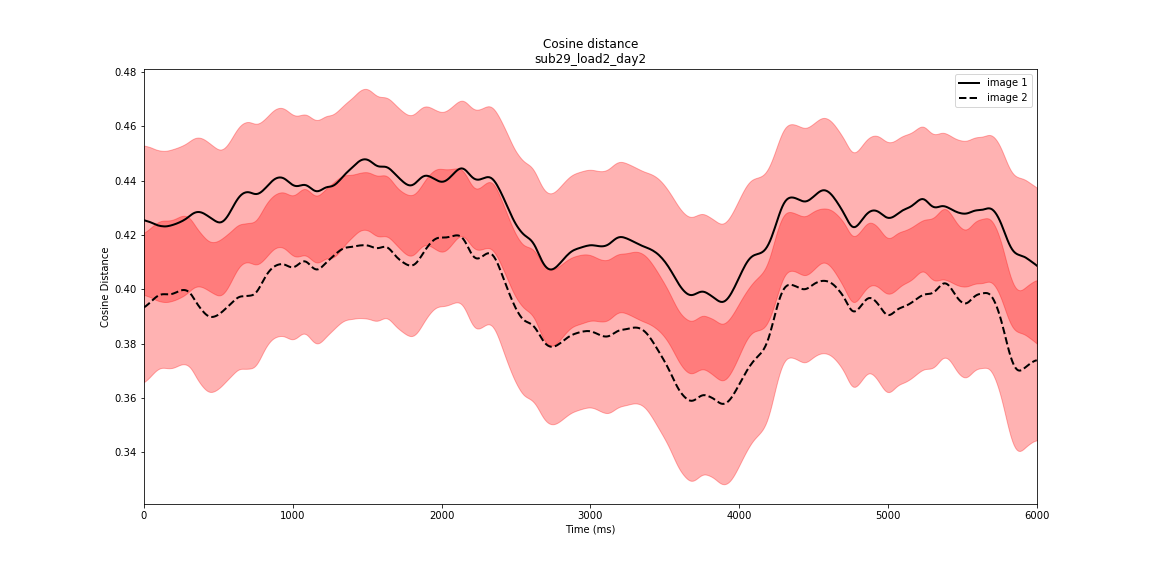 Cosine distance
sub29_load2_day2
image 1
image 2
Cosine Distance
0.48
0.46
0.44
0.42
0.40
0.38
0.36
0.34
0
1000
2000
3000
4000
5000
6000
Time (ms)